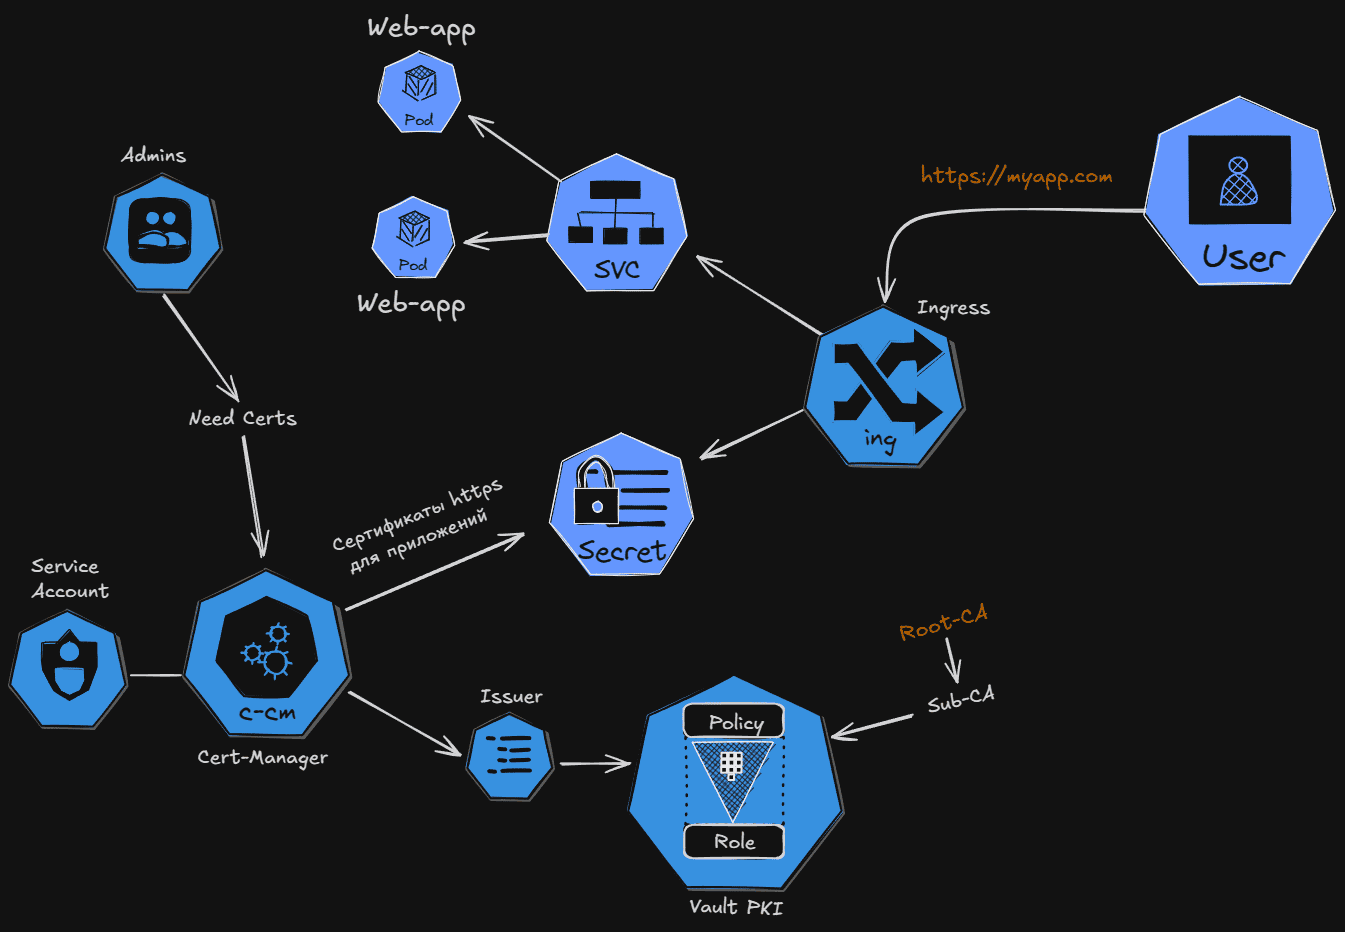 Web-app
Pod
Admins
https://myapp.com
User
Pod
SVC
Web-app
Ingress
ing
Need Certs
Сертификаты https
для приложений
Secret
Service
Account
c-cm
Cert-Manager
Issuer
Root-CA
Sub-CA
Policy
Role
Vault PKI